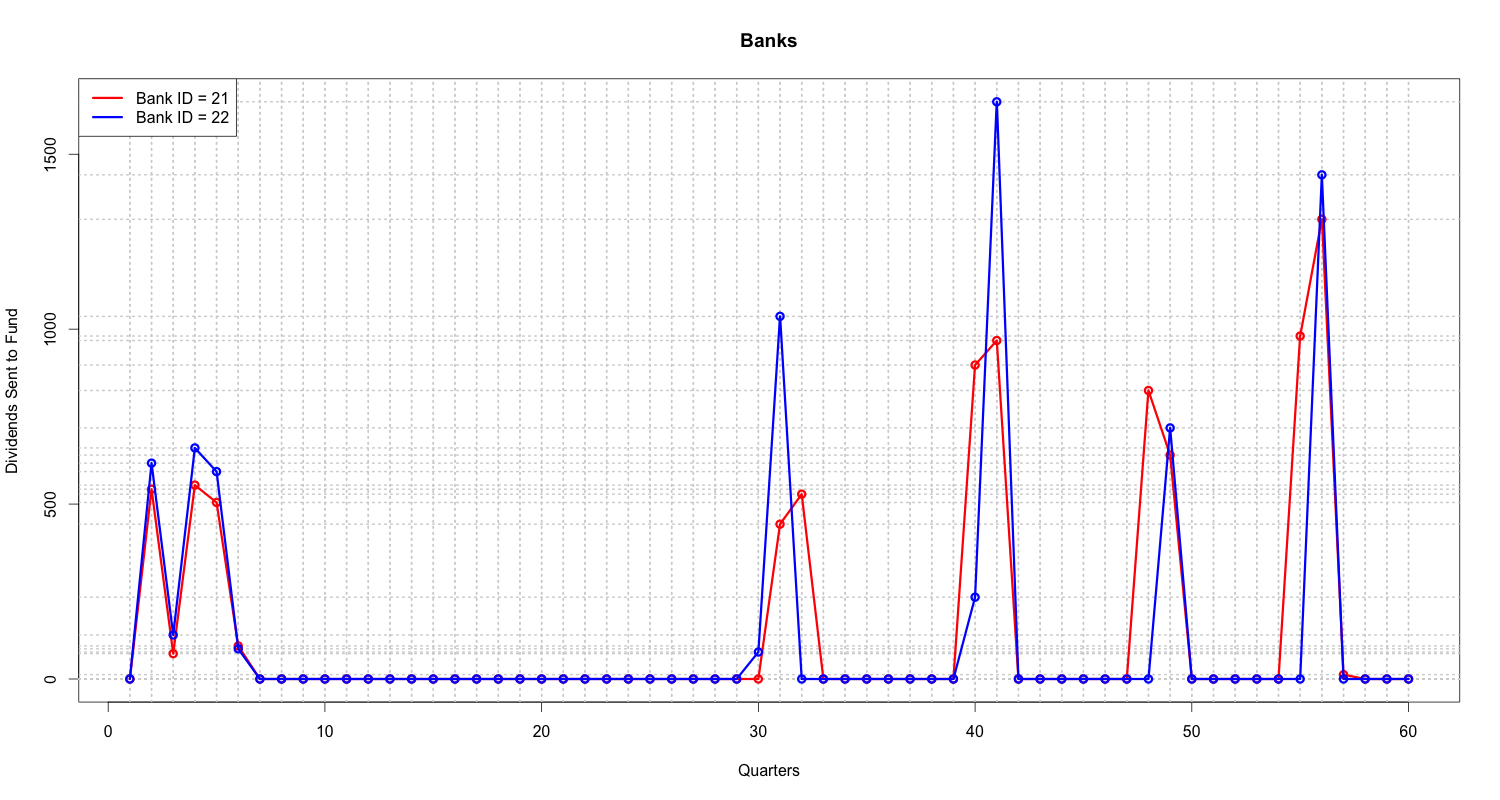 Banks
Bank ID = 21
Bank ID = 22
Dividends Sent to Fund
1500
1000
500
0
0 10 20 30 40 50 60
Quarters